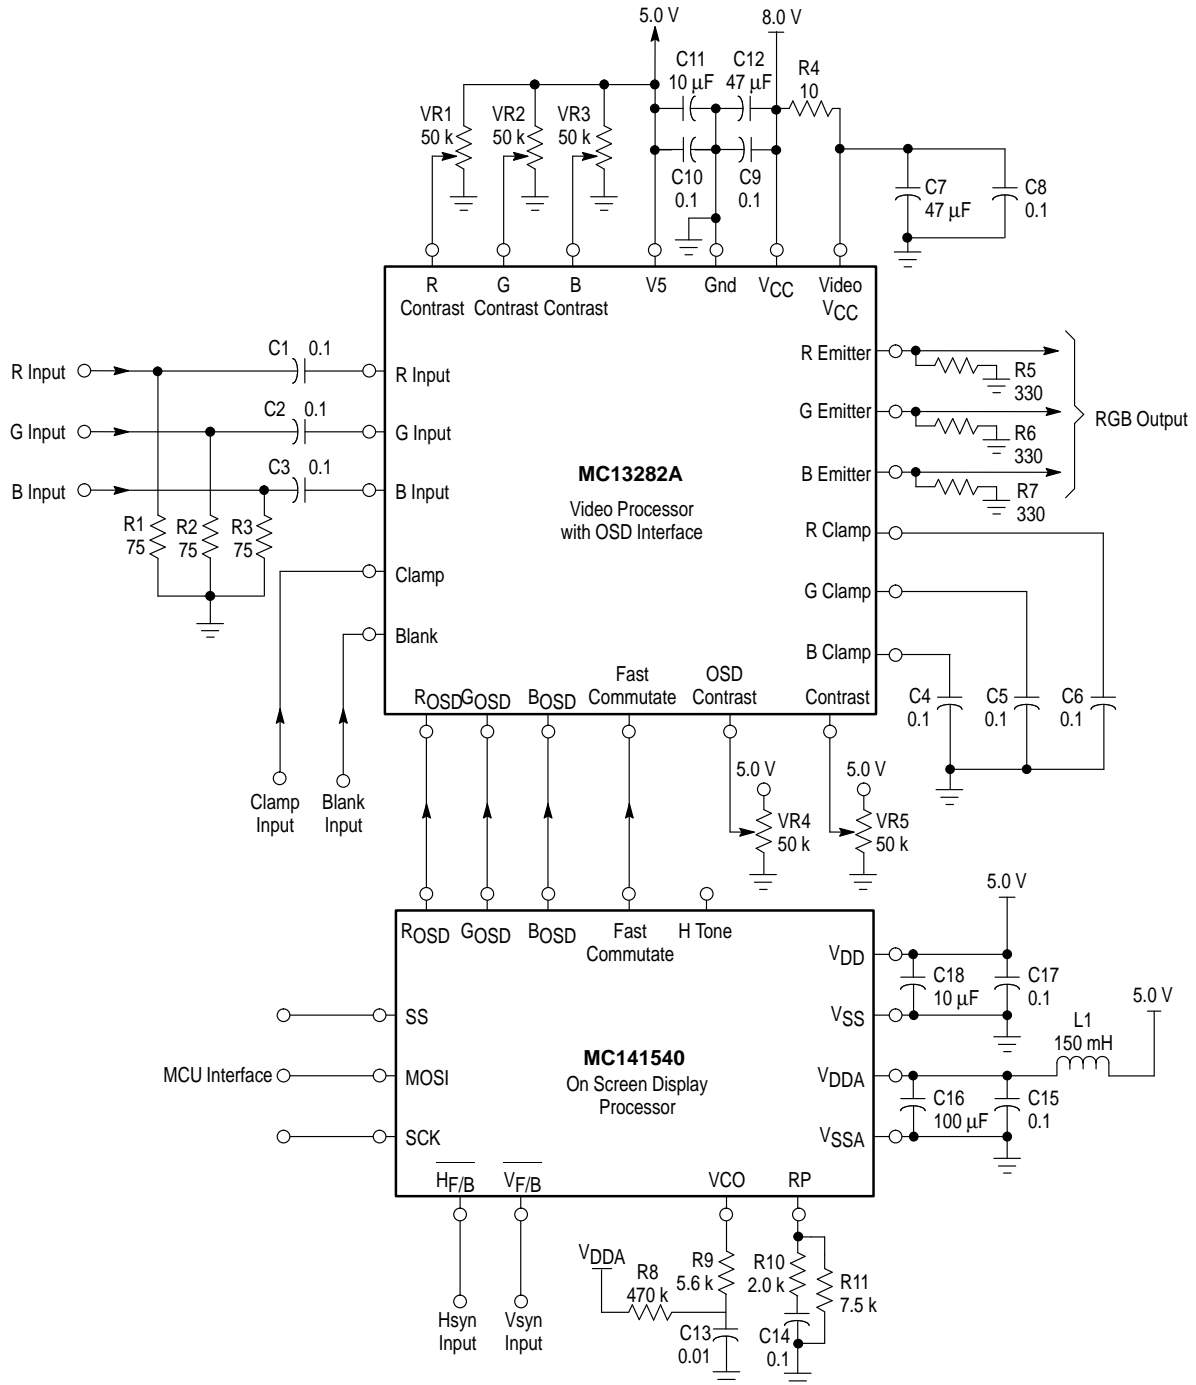 5.0 V
8.0 V
C11
10 μF
C12
47 μF
R4
10
VR1
50 k
VR2
50 k
VR3
50 k
C10
0.1
C9
0.1
C7
47 μF
C8
0.1
R
Contrast
G
Contrast
B
Contrast
V5
Gnd
VCC
Video
VCC
R Input
C1 0.1
R Input
G Input
C2 0.1
G Input
B Input
C3 0.1
B Input
R1
75
R2
75
R3
75
MC13282A
Video Processor
with OSD Interface
R Emitter
R5
330
G Emitter
R6
330
B Emitter
R7
330
RGB Output
R Clamp
G Clamp
B Clamp
Clamp
Blank
ROSD
GOSD
BOSD
Fast
Commutate
OSD
Contrast
Contrast
C4
0.1
C5
0.1
C6
0.1
Clamp
Input
Blank
Input
5.0 V
VR4
50 k
5.0 V
VR5
50 k
ROSD
GOSD
BOSD
Fast
Commutate
H Tone
5.0 V
VDD
C18
10 μF
C17
0.1
VSS
SS
MCU Interface
MOSI
SCK
MC141540
On Screen Display
Processor
5.0 V
L1
150 mH
VDDA
C16
100 μF
C15
0.1
VSSA
HF/B
VF/B
VCO
RP
Hsyn
Input
Vsyn
Input
VDDA
R8
470 k
R9
5.6 k
R10
2.0 k
R11
7.5 k
C13
0.01
C14
0.1